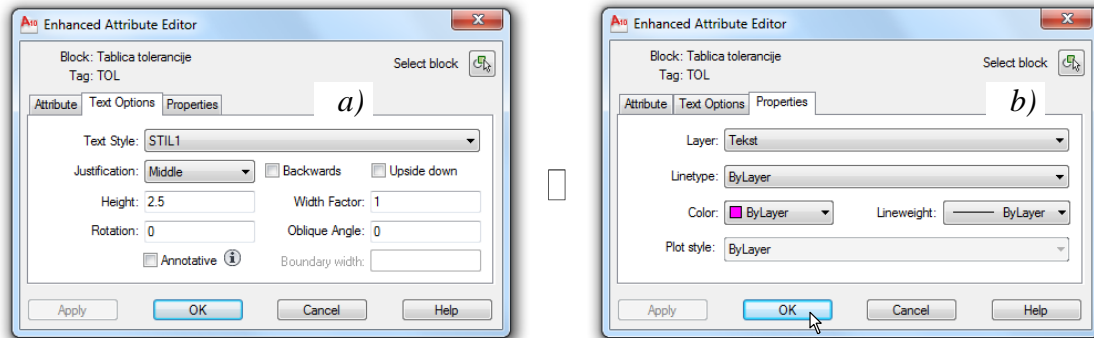 Enhanced Attribute Editor
Block: Tablica tolerancije
Tag: TOL
Select block
Attribute Text Options Properties
a)
Text Style: STIL1
Justification: Middle Backwards Upside down
Height: 2.5 Width Factor: 1
Rotation: 0 Oblique Angle: 0
Annotative Boundary width:
Apply OK Cancel Help
Enhanced Attribute Editor
Block: Tablica tolerancije
Tag: TOL
Select block
Attribute Text Options Properties
b)
Layer: Tekst
Linetype: ByLayer
Color: ByLayer Lineweight: ByLayer
Plot style: ByLayer
Apply OK Cancel Help